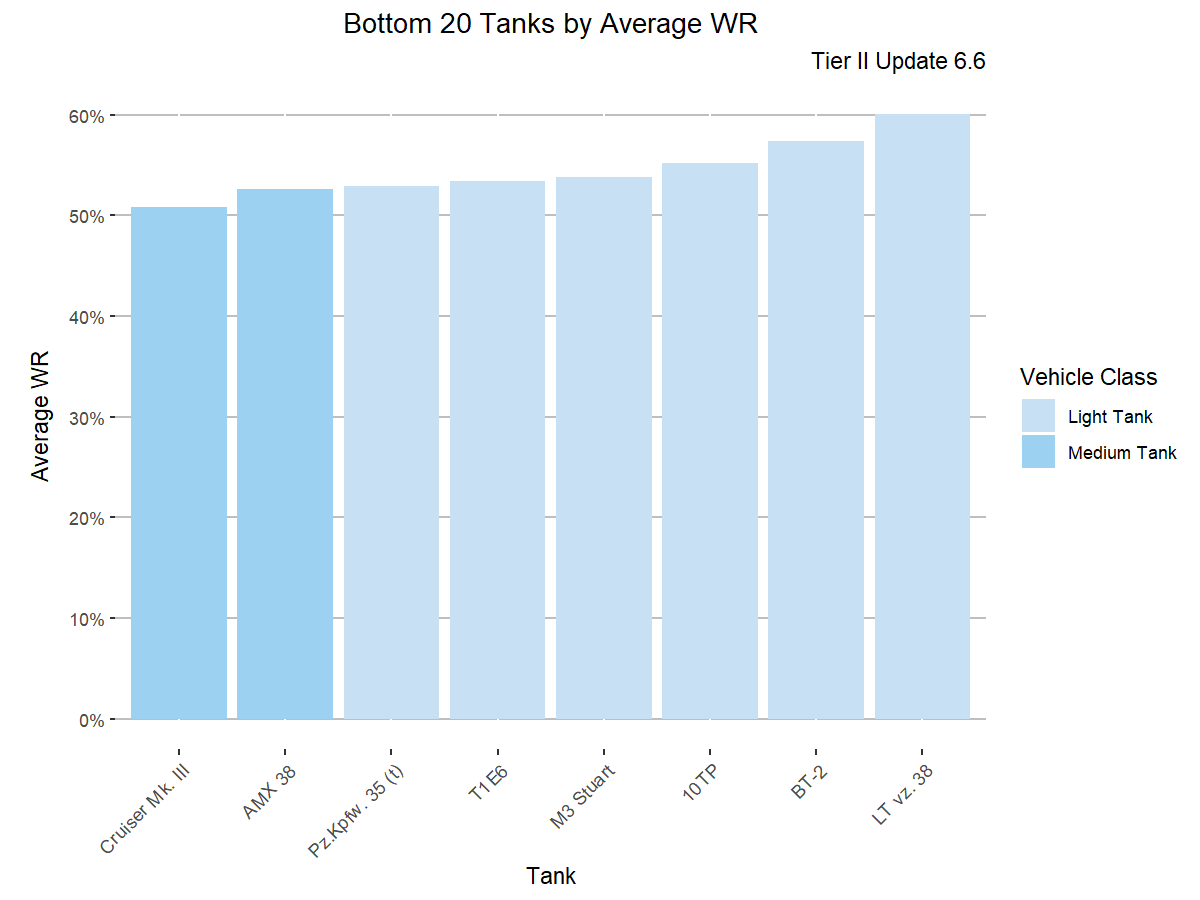 Bottom 20 Tanks by Average WR
Tier II Update 6.6
60%
50%
40%
30%
20%
10%
0%
Average WR
Cruiser Mk. III
AMX 38
Pz.Kpfw. 35 (t)
T1E6
M3 Stuart
10TP
BT-2
LT vz. 38
Tank
Vehicle Class
Light Tank
Medium Tank